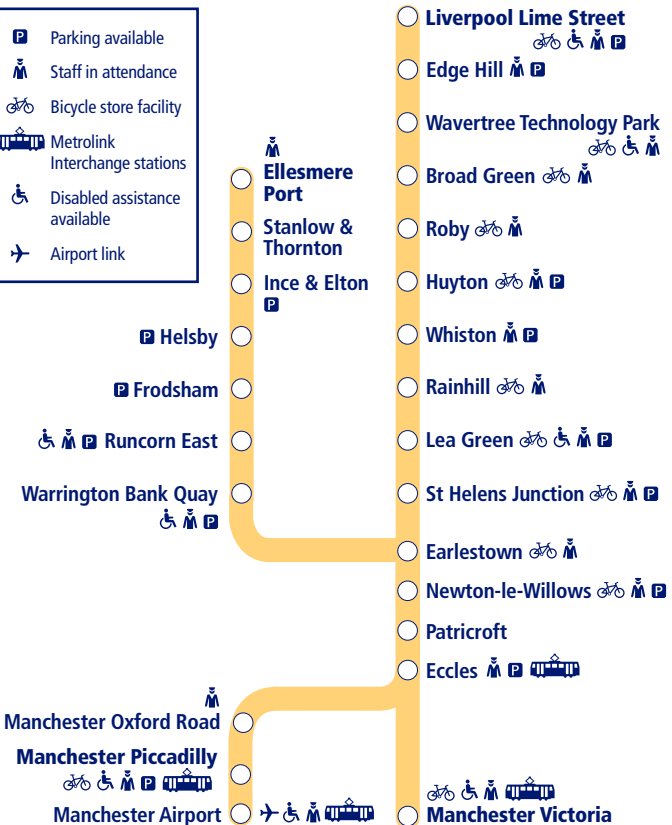 P Parking available
Staff in attendance
Bicycle store facility
Metrolink
Interchange stations
Disabled assistance
available
Airport link
Liverpool Lime Street
P
Edge Hill P
Wavertree Technology Park
Broad Green
Roby
Huyton P
Whiston P
Rainhill
Lea Green P
St Helens Junction P
Earlestown
Newton-le-Willows P
Patricroft
Eccles P
Manchester Victoria
Ellesmere
Port
Stanlow &
Thornton
Ince & Elton
P
P Helsby
P Frodsham
P Runcorn East
Warrington Bank Quay
P
Manchester Oxford Road
Manchester Piccadilly
P
Manchester Airport